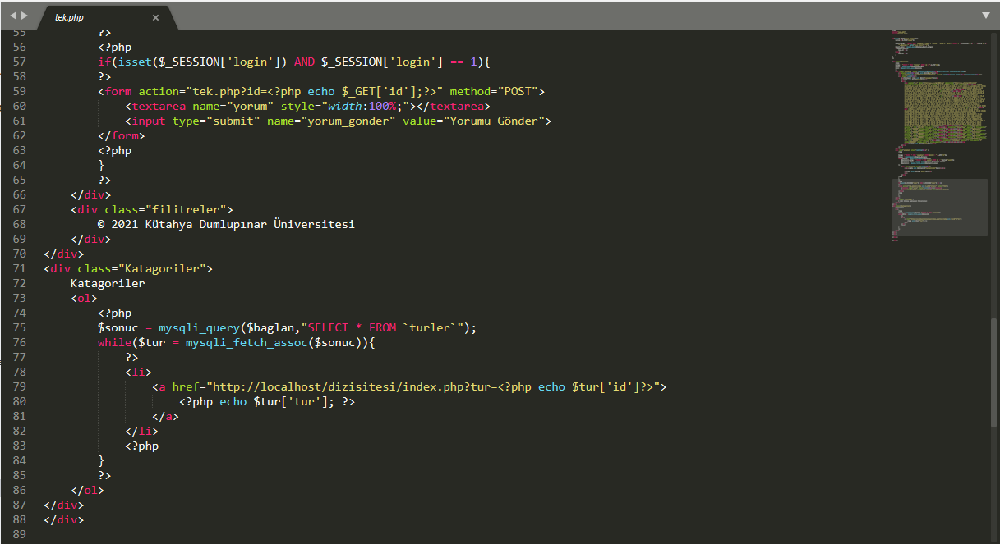 tek.php
55 ?>
56 <?php
57 if(isset($_SESSION['login']) AND $_SESSION['login'] == 1){
58 ?>
59 <form action="tek.php?id=<?php echo $_GET['id'];?>" method="POST">
60 <textarea name="yorum" style="width:100%;"></textarea>
61 <input type="submit" name="yorum_gonder" value="Yorumu Gönder">
62 </form>
63 <?php
64 }
65 ?>
66 </div>
67 <div class="filitreler">
68 © 2021 Kütahya Dumlupınar Üniversitesi
69 </div>
70 </div>
71 <div class="Katagoriler">
72 Katagoriler
73 <ol>
74 <?php
75 $sonuc = mysqli_query($baglan,"SELECT * FROM `turler`");
76 while($tur = mysqli_fetch_assoc($sonuc)){
77 ?>
78 <li>
79 <a href="http://localhost/dizisitesi/index.php?tur=<?php echo $tur['id']?>">
80 <?php echo $tur['tur']; ?>
81 </a>
82 </li>
83 <?php
84 }
85 ?>
86 </ol>
87 </div>
88 </div>
89